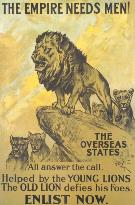 THE EMPIRE NEEDS MEN!
THE
OVERSEAS
STATES
All answer the call.
Helped by the YOUNG LIONS
The OLD LION defies his Foes.
ENLIST NOW.